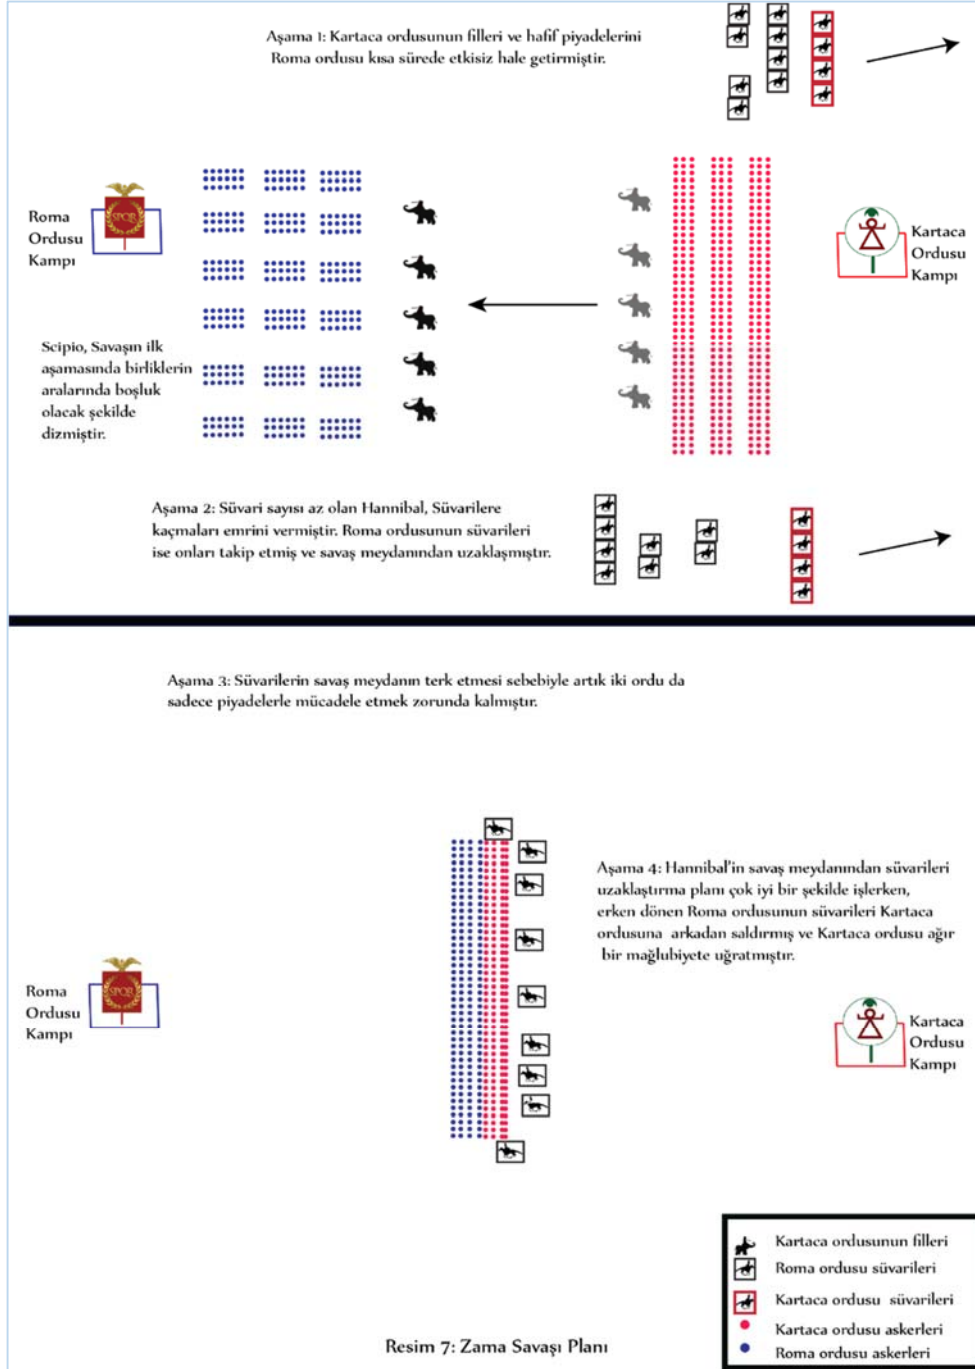 Aşama 1: Kartaca ordusunun filleri ve hafif piyadelerini
Roma ordusu kısa sürede etkisiz hale getirmiştir.
Roma
Ordusu
Kampı
SPQR
Kartaca
Ordusu
Kampı
Scipio, Savaşın ilk
aşamasında birliklerin
aralarında boşluk
olacak şekilde
dizmiştir.
Aşama 2: Süvari sayısı az olan Hannibal, Süvarilere
kaçmaları emrini vermiştir. Roma ordusunun süvarileri
ise onları takip etmiş ve savaş meydanından uzaklaşmıştır.
Aşama 3: Süvarilerin savaş meydanın terk etmesi sebebiyle artık iki ordu da
sadece piyadelerle mücadele etmek zorunda kalmıştır.
Aşama 4: Hannibal'in savaş meydanından süvarileri
uzaklaştırma planı çok iyi bir şekilde işlerken,
erken dönen Roma ordusunun süvarileri Kartaca
ordusuna arkadan saldırmış ve Kartaca ordusu ağır
bir mağlubiyete uğratmıştır.
Roma
Ordusu
Kampı
SPQR
Kartaca
Ordusu
Kampı
Kartaca ordusunun filleri
Roma ordusu süvarileri
Kartaca ordusu süvarileri
Kartaca ordusu askerleri
Roma ordusu askerleri
Resim 7: Zama Savaşı Planı